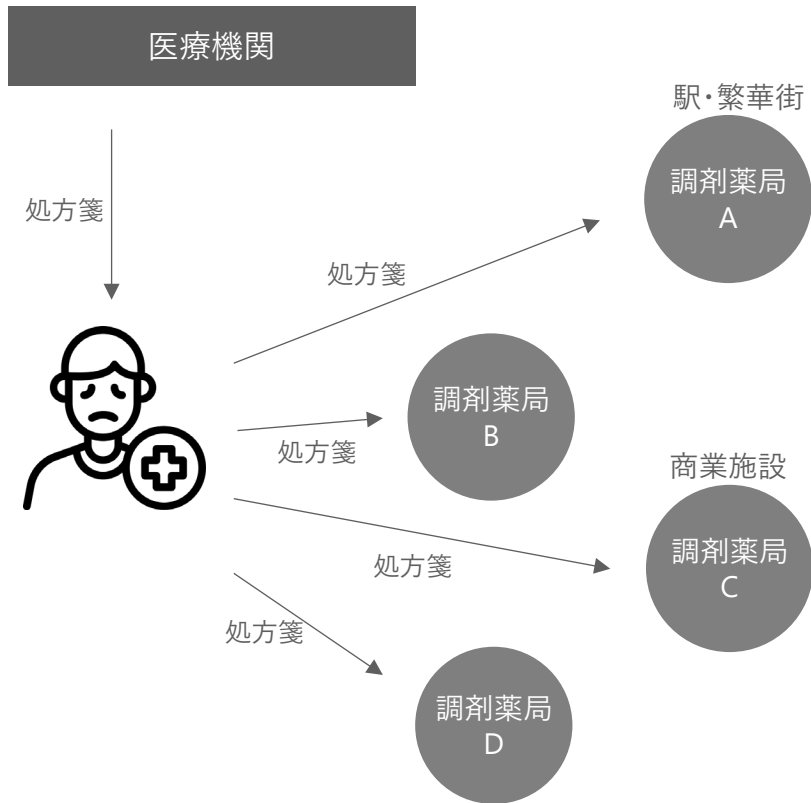 医療機関
処方箋
駅・繁華街
調剤薬局
A
処方箋
調剤薬局
B
処方箋
商業施設
調剤薬局
C
処方箋
処方箋
調剤薬局
D